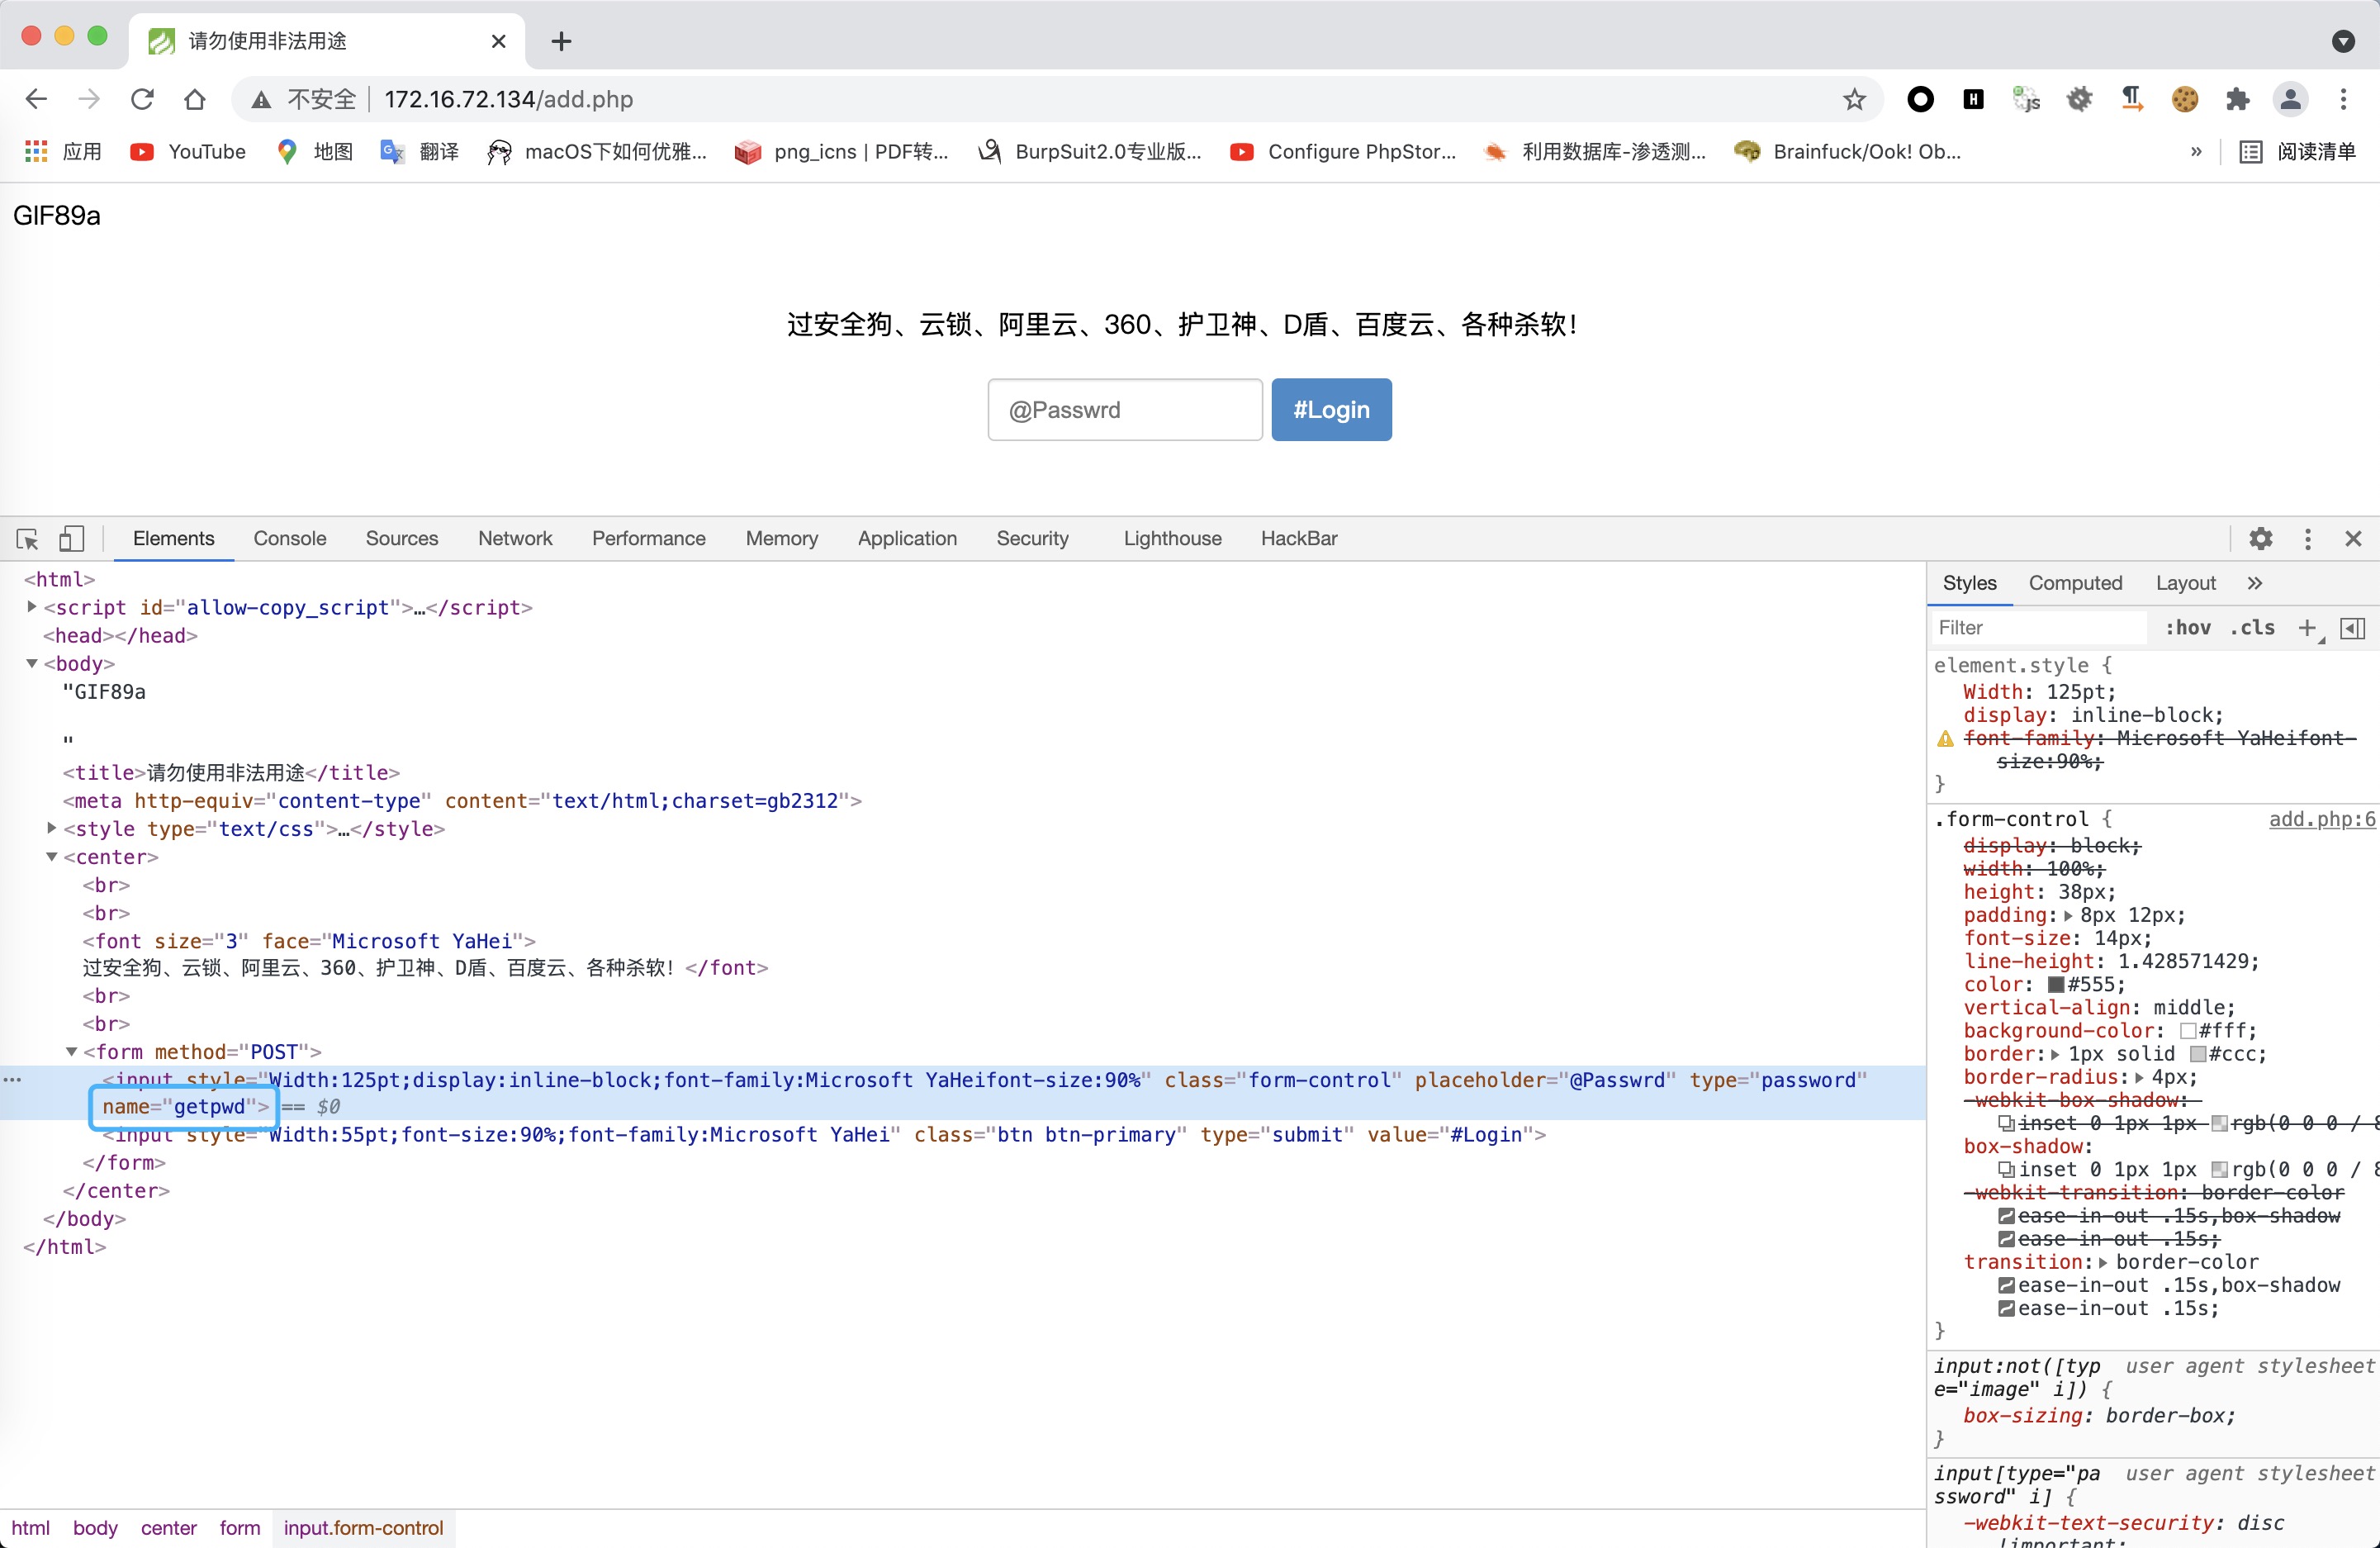 请勿使用非法用途
不安全 172.16.72.134/add.php
应用 YouTube 地图 翻译 macOS下如何优雅... png_icns | PDF转... BurpSuit2.0专业版... Configure PhpStor... 利用数据库-渗透测... Brainfuck/Ook! Ob... » 阅读清单
GIF89a
过安全狗、云锁、阿里云、360、护卫神、D盾、百度云、各种杀软！
@Passwrd #Login
Elements Console Sources Network Performance Memory Application Security Lighthouse HackBar
<html>
<script id="allow-copy_script">…</script>
<head></head>
<body>
"GIF89a
"
<title>请勿使用非法用途</title>
<meta http-equiv="content-type" content="text/html;charset=gb2312">
<style type="text/css">…</style>
<center>
<br>
<br>
<font size="3" face="Microsoft YaHei">
过安全狗、云锁、阿里云、360、护卫神、D盾、百度云、各种杀软！</font>
<br>
<br>
<form method="POST">
<input style="Width:125pt;display:inline-block;font-family:Microsoft YaHeifont-size:90%" class="form-control" placeholder="@Passwrd" type="password"
name="getpwd"> == $0
<input style="Width:55pt;font-size:90%;font-family:Microsoft YaHei" class="btn btn-primary" type="submit" value="#Login">
</form>
</center>
</body>
</html>
html body center form input.form-control
Styles Computed Layout »
Filter :hov .cls +
element.style {
Width: 125pt;
display: inline-block;
font-family: Microsoft YaHeifont-
size:90%;
}
.form-control { add.php:6
display: block;
width: 100%;
height: 38px;
padding: 8px 12px;
font-size: 14px;
line-height: 1.428571429;
color: #555;
vertical-align: middle;
background-color: #fff;
border: 1px solid #ccc;
border-radius: 4px;
-webkit-box-shadow:
inset 0 1px 1px rgb(0 0 0 / 
box-shadow:
inset 0 1px 1px rgb(0 0 0 / 
-webkit-transition: border-color
ease-in-out .15s,box-shadow
ease-in-out .15s;
transition: border-color
ease-in-out .15s,box-shadow
ease-in-out .15s;
}
input:not([typ user agent stylesheet
e="image" i]) {
box-sizing: border-box;
}
input[type="pa user agent stylesheet
ssword" i] {
-webkit-text-security: disc
!important;